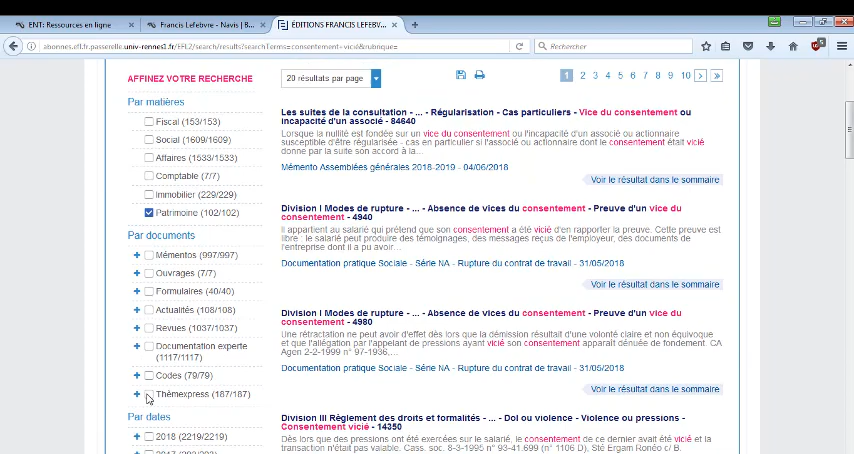 ENT: Ressources en ligne
Francis Lefebvre - Navis | B...
ÉDITIONS FRANCIS LEFEBV...
abonnes.efl.fr.passerelle.univ-rennes1.fr/EFL2/search/results?searchTerms=consentement+vicié&rubrique=
Rechercher
AFFINEZ VOTRE RECHERCHE
20 résultats par page
1 2 3 4 5 6 7 8 9 10
Par matières
Fiscal (153/153)
Social (1609/1609)
Affaires (1533/1533)
Comptable (7/7)
Immobilier (229/229)
Patrimoine (102/102)
Par documents
Mémentos (997/997)
Ouvrages (7/7)
Formulaires (40/40)
Actualités (108/108)
Revues (1037/1037)
Documentation experte
(1117/1117)
Codes (79/79)
Thèmexpress (187/187)
Par dates
2018 (2219/2219)
Les suites de la consultation - ... - Régularisation - Cas particuliers - Vice du consentement ou
incapacité d'un associé - 84640
Lorsque la nullité est fondée sur un vice du consentement ou l'incapacité d'un associé ou actionnaire
susceptible d'être régularisée - cas en particulier si l'associé ou actionnaire dont le consentement était vicié
donne par la suite son accord à la...
Mémento Assemblées générales 2018-2019 - 04/06/2018
Voir le résultat dans le sommaire
Division I Modes de rupture - ... - Absence de vices du consentement - Preuve d'un vice du
consentement - 4940
Il appartient au salarié qui prétend que son consentement a été vicié d'en rapporter la preuve. Cette preuve est
libre : le salarié peut produire des témoignages, des messages reçus de l'employeur, des documents de
l'entreprise dont il a pu avoir...
Documentation pratique Sociale - Série NA - Rupture du contrat de travail - 31/05/2018
Voir le résultat dans le sommaire
Division I Modes de rupture - ... - Absence de vices du consentement - Preuve d'un vice du
consentement - 4980
Une rétractation ne peut avoir d'effet dès lors que la démission résultait d'une volonté claire et non équivoque
et que l'allégation par l'appelant de pressions ayant vicié son consentement apparaît dénuée de fondement. CA
Agen 2-2-1999 n° 97-1936,...
Documentation pratique Sociale - Série NA - Rupture du contrat de travail - 31/05/2018
Voir le résultat dans le sommaire
Division III Règlement des droits et formalités - ... - Dol ou violence - Violence ou pressions -
Consentement vicié - 14350
Dès lors que des pressions ont été exercées sur le salarié, le consentement de ce dernier avait été vicié et la
transaction n'était pas valable. Cass. soc. 8-3-1995 n° 93-41.699 (n° 1106 D), Sté Ergam Ronéo c/ B.